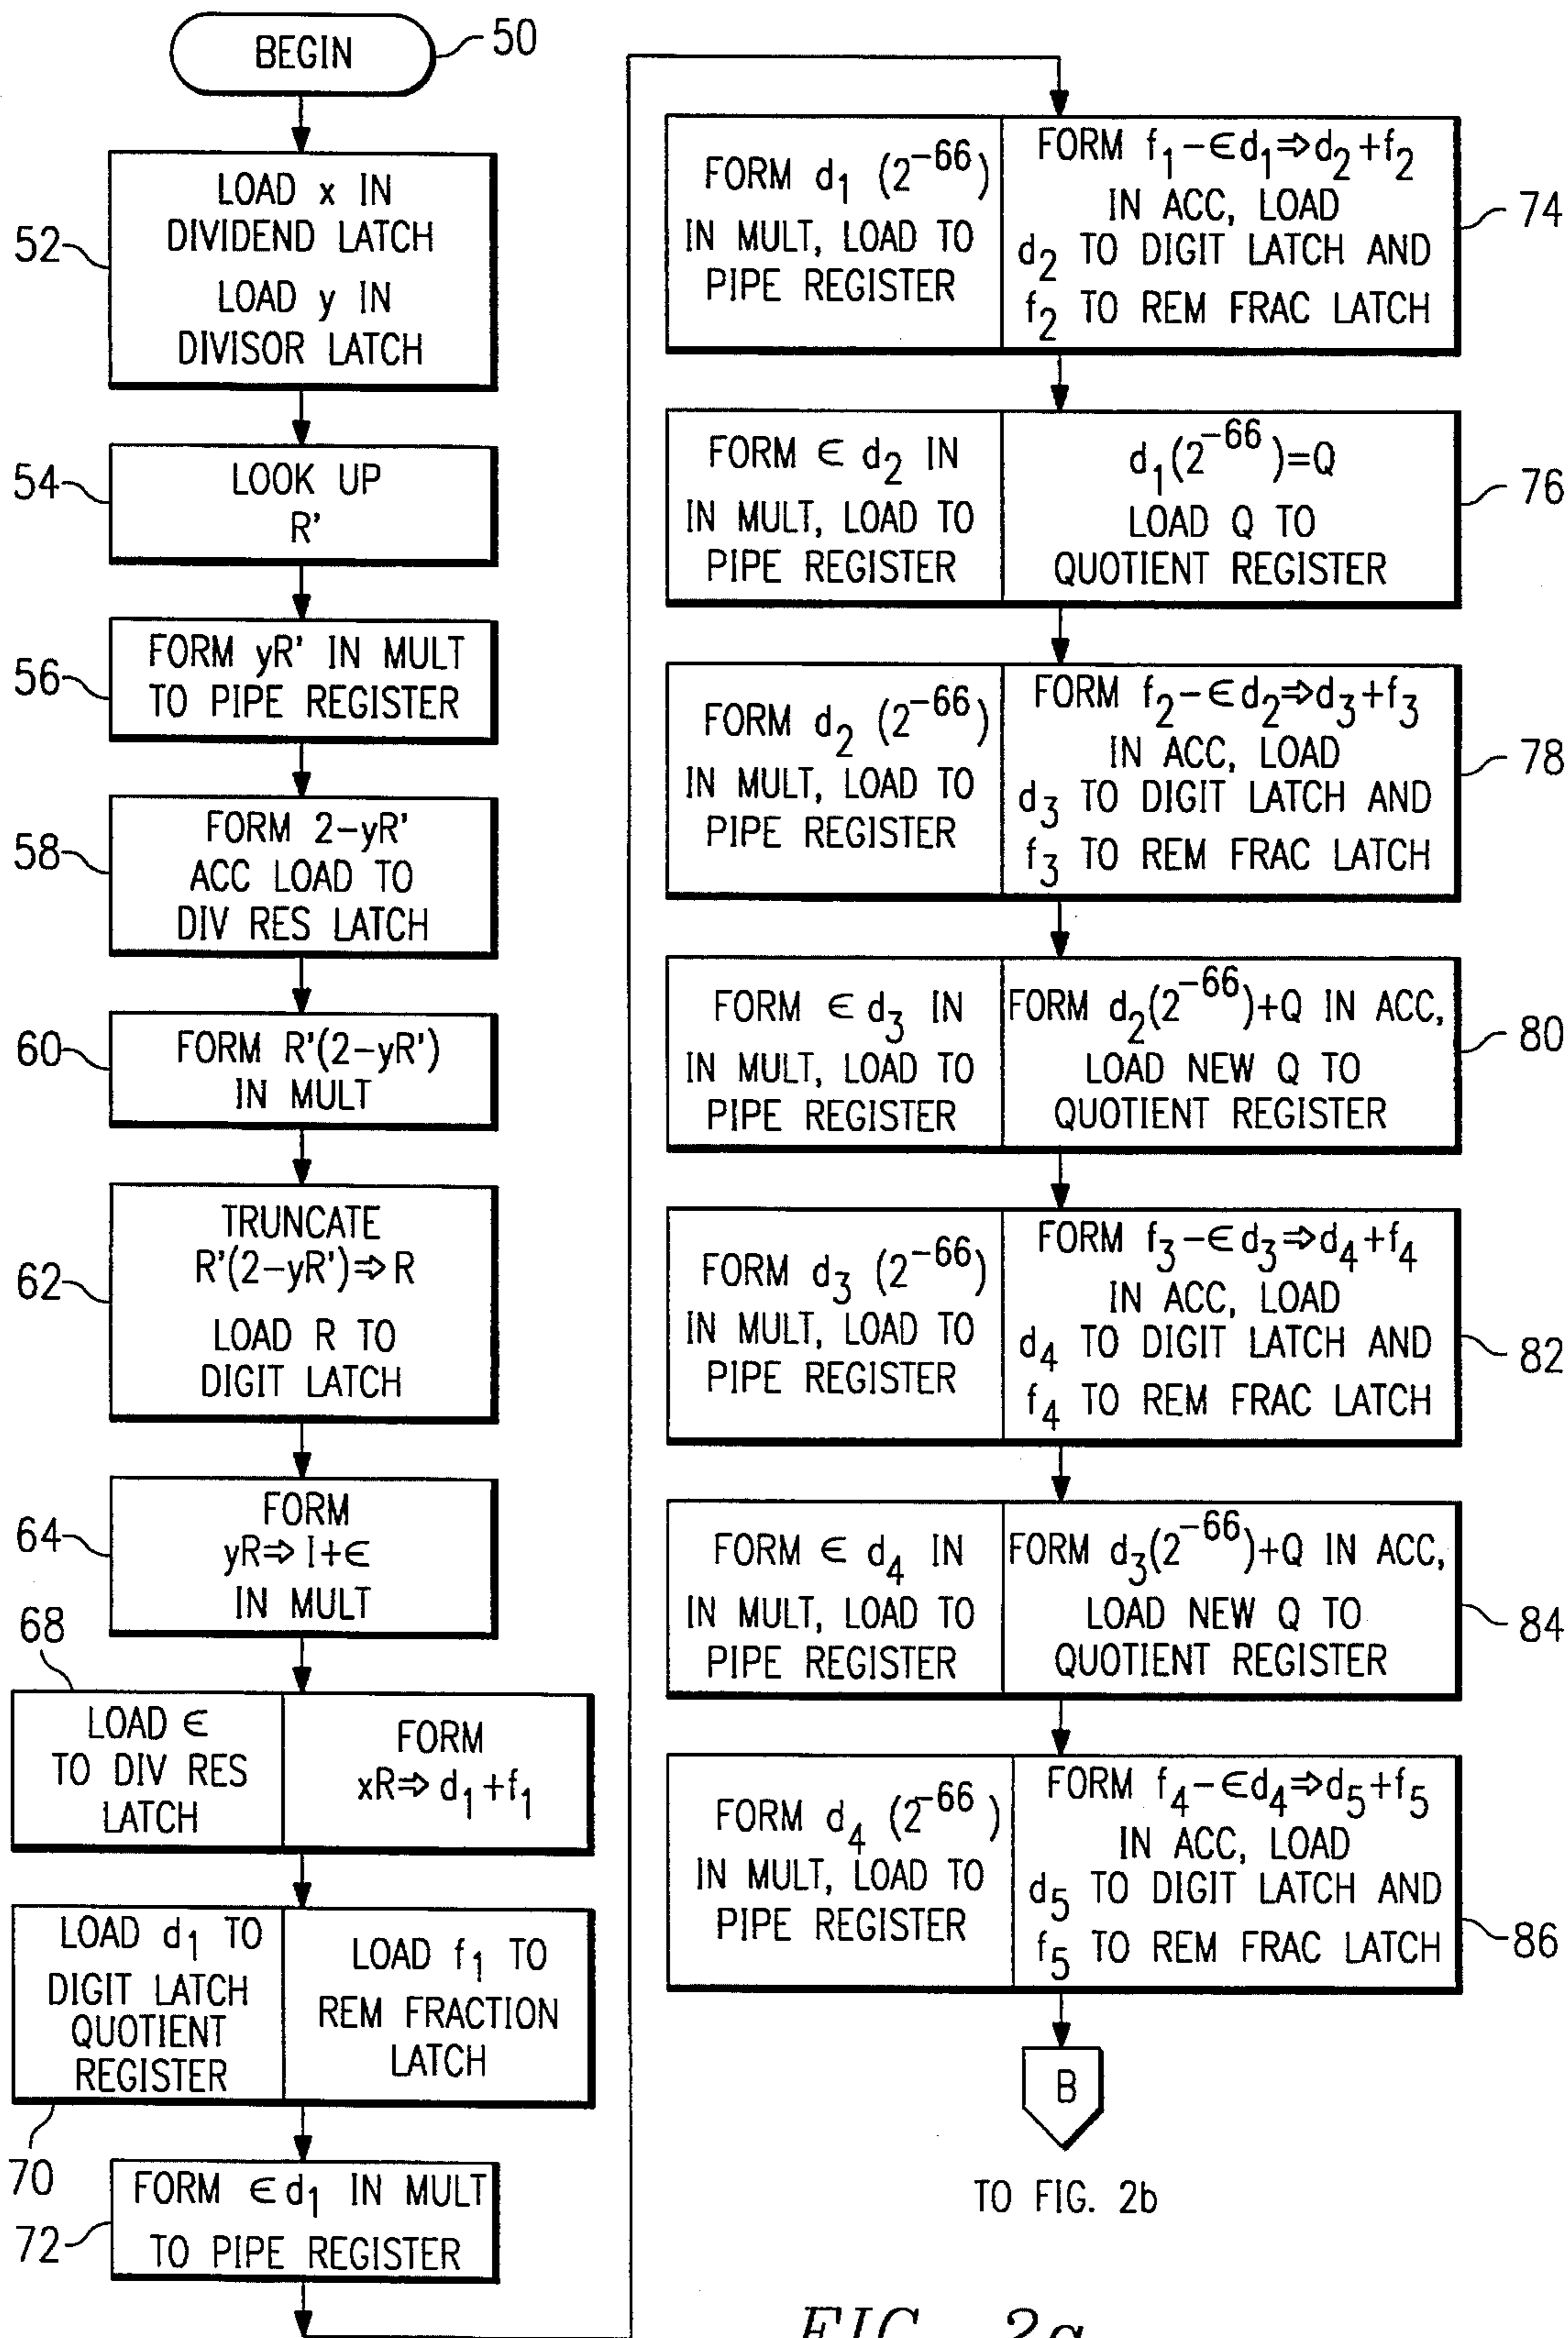 BEGIN
50
52
LOAD x IN
DIVIDEND LATCH
LOAD y IN
DIVISOR LATCH
54
LOOK UP
R'
56
FORM yR' IN MULT
TO PIPE REGISTER
58
FORM 2-yR'
ACC LOAD TO
DIV RES LATCH
60
FORM R'(2-yR')
IN MULT
62
TRUNCATE
R'(2-yR')⇒R
LOAD R TO
DIGIT LATCH
64
FORM
yR⇒I+∈
IN MULT
68
LOAD ∈
TO DIV RES
LATCH
FORM
xR⇒d₁+f₁
LOAD d₁ TO
DIGIT LATCH
QUOTIENT
REGISTER
LOAD f₁ TO
REM FRACTION
LATCH
70
72
FORM ∈d₁ IN MULT
TO PIPE REGISTER
FORM d₁ (2⁻⁶⁶)
IN MULT, LOAD TO
PIPE REGISTER
FORM f₁-∈d₁⇒d₂+f₂
IN ACC, LOAD
d₂ TO DIGIT LATCH AND
f₂ TO REM FRAC LATCH
74
FORM ∈ d₂ IN
IN MULT, LOAD TO
PIPE REGISTER
d₁(2⁻⁶⁶)=Q
LOAD Q TO
QUOTIENT REGISTER
76
FORM d₂ (2⁻⁶⁶)
IN MULT, LOAD TO
PIPE REGISTER
FORM f₂-∈d₂⇒d₃+f₃
IN ACC, LOAD
d₃ TO DIGIT LATCH AND
f₃ TO REM FRAC LATCH
78
FORM ∈ d₃ IN
IN MULT, LOAD TO
PIPE REGISTER
FORM d₂(2⁻⁶⁶)+Q IN ACC,
LOAD NEW Q TO
QUOTIENT REGISTER
80
FORM d₃ (2⁻⁶⁶)
IN MULT, LOAD TO
PIPE REGISTER
FORM f₃-∈d₃⇒d₄+f₄
IN ACC, LOAD
d₄ TO DIGIT LATCH AND
f₄ TO REM FRAC LATCH
82
FORM ∈ d₄ IN
IN MULT, LOAD TO
PIPE REGISTER
FORM d₃(2⁻⁶⁶)+Q IN ACC,
LOAD NEW Q TO
QUOTIENT REGISTER
84
FORM d₄ (2⁻⁶⁶)
IN MULT, LOAD TO
PIPE REGISTER
FORM f₄-∈d₄⇒d₅+f₅
IN ACC, LOAD
d₅ TO DIGIT LATCH AND
f₅ TO REM FRAC LATCH
86
B
TO FIG. 2b
FIG. 2a